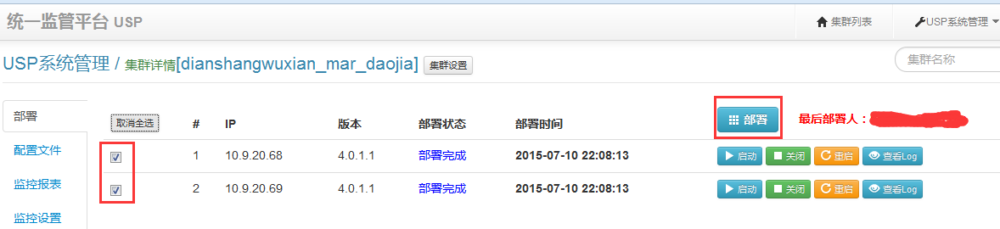 统一监管平台 USP 集群列表 USP系统管理
USP系统管理 / 集群详情[dianshangwuxian_mar_daojia] 集群设置 集群名称
部署
取消全选 # IP 版本 部署状态 部署时间 部署 最后部署人：
配置文件
1 10.9.20.68 4.0.1.1 部署完成 2015-07-10 22:08:13 启动 关闭 重启 查看Log
监控报表
2 10.9.20.69 4.0.1.1 部署完成 2015-07-10 22:08:13 启动 关闭 重启 查看Log
监控设置